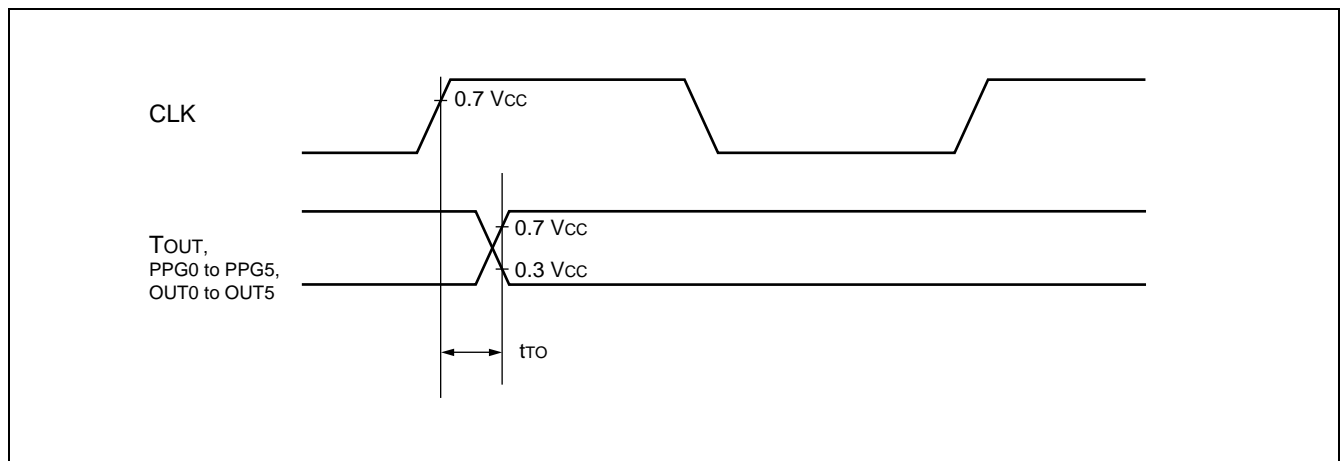 CLK
0.7 VCC
TOUT,
PPG0 to PPG5,
OUT0 to OUT5
0.7 VCC
0.3 VCC
tTO